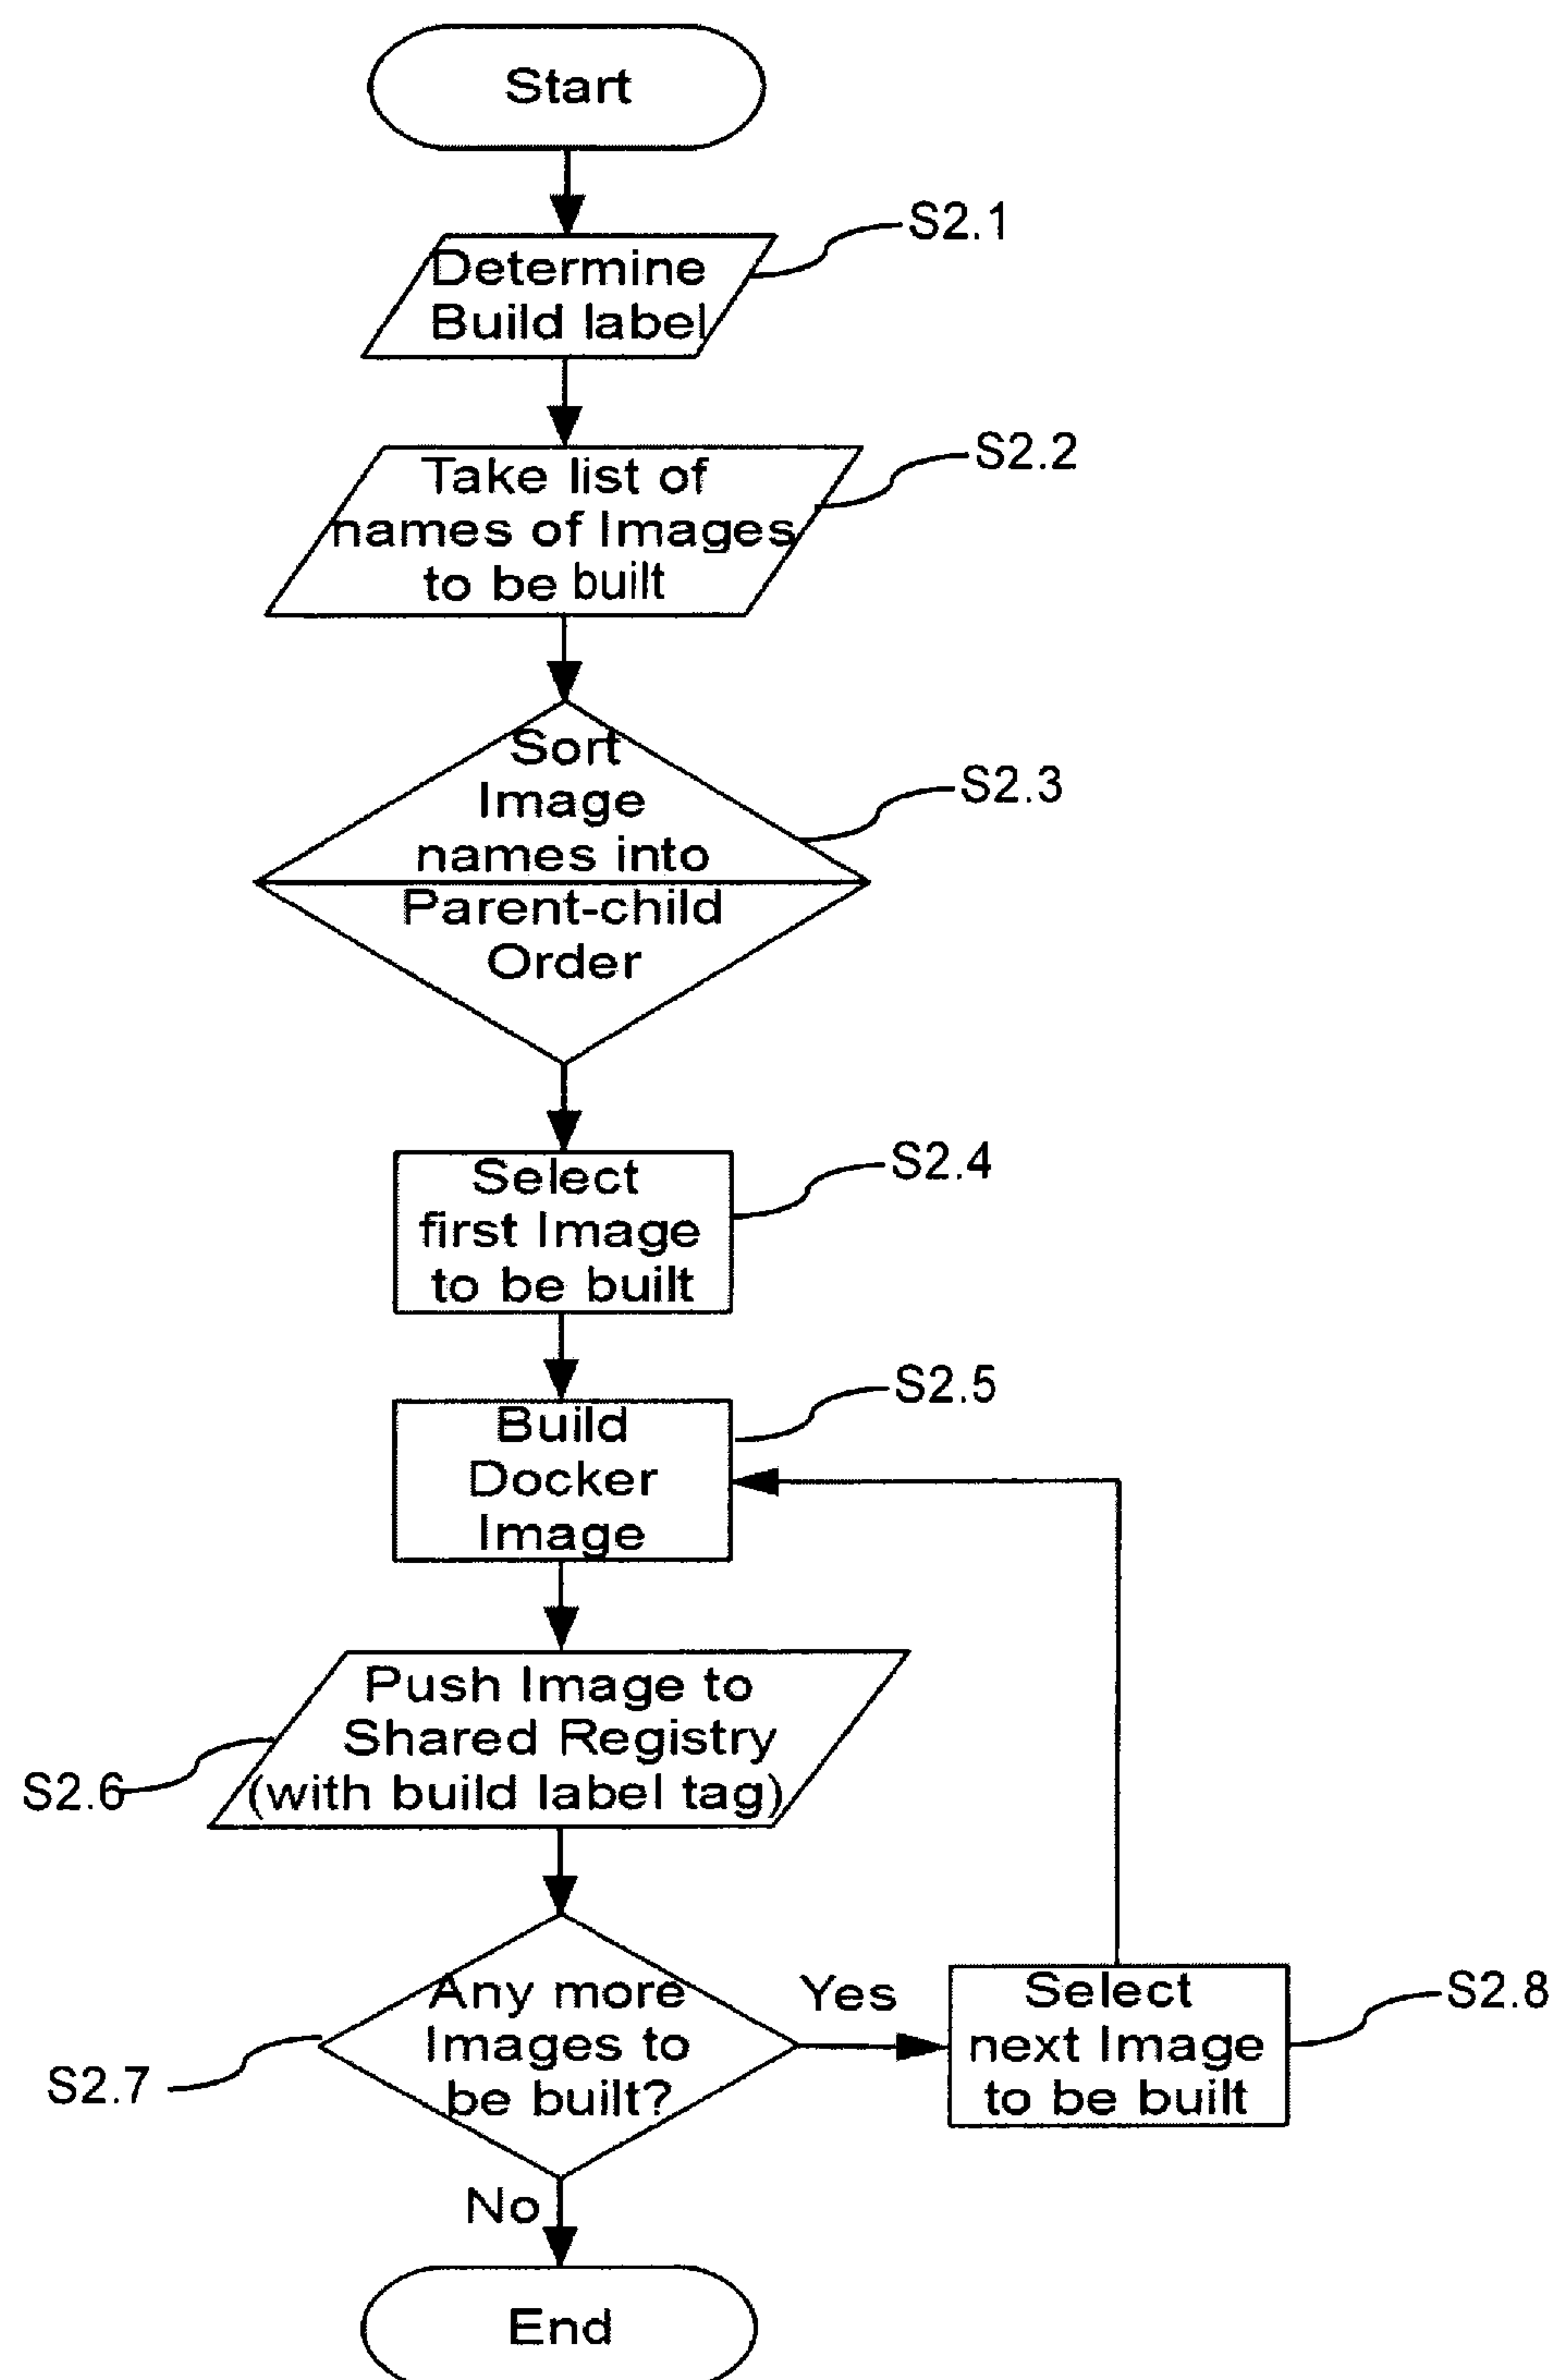 Start
S2.1
Determine
Build label
S2.2
Take list of
names of Images
to be built
S2.3
Sort
Image
names into
Parent-child
Order
S2.4
Select
first Image
to be built
S2.5
Build
Docker
Image
Push Image to
Shared Registry
(with build label tag)
S2.6
Any more
Images to
be built?
S2.7
Yes
Select
next Image
to be built
S2.8
No
End